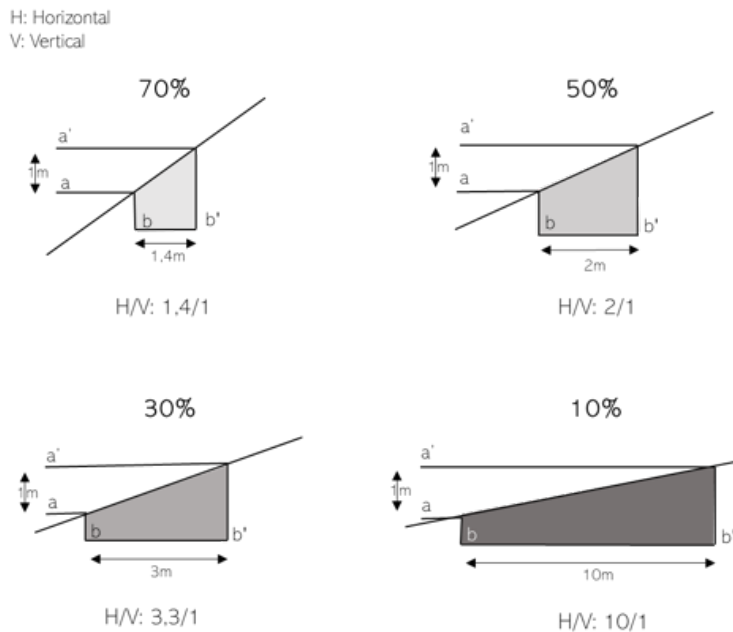 H: Horizontal
V: Vertical
70%
a'
1m
a
b
b'
1,4m
H/V: 1,4/1
50%
a'
1m
a
b
b'
2m
H/V: 2/1
30%
a'
1m
a
b
b'
3m
H/V: 3,3/1
10%
a'
1m
a
b
b'
10m
H/V: 10/1